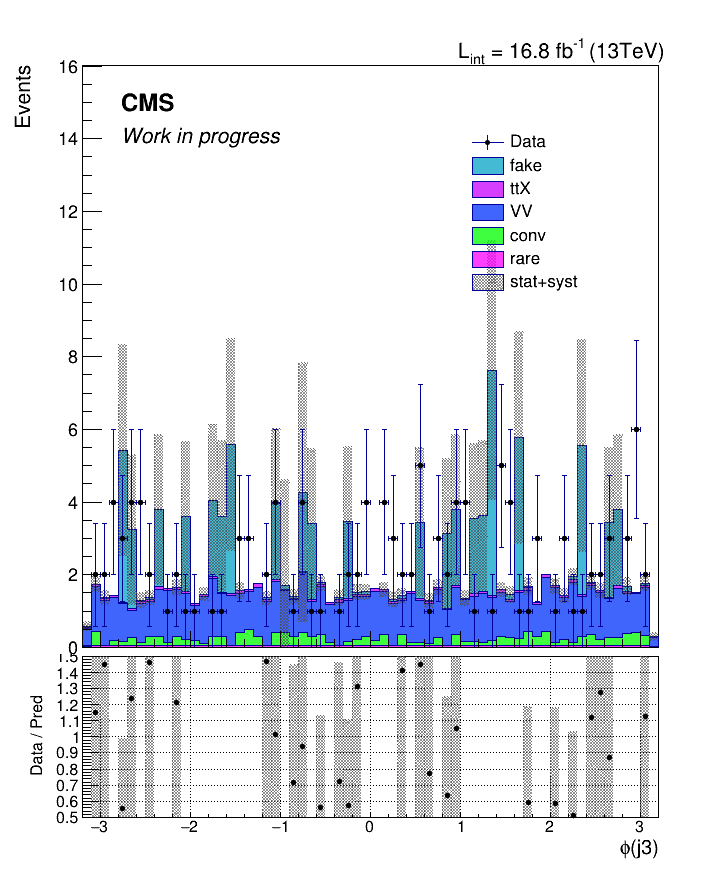 L_int = 16.8 fb^-1 (13TeV)
Events
16
CMS
Work in progress
14
Data
fake
ttX
12
VV
conv
rare
10
stat+syst
8
6
4
2
0
Data / Pred
1.5
1.4
1.3
1.2
1.1
1
0.9
0.8
0.7
0.6
0.5
−3 −2 −1 0 1 2 3
ϕ(j3)